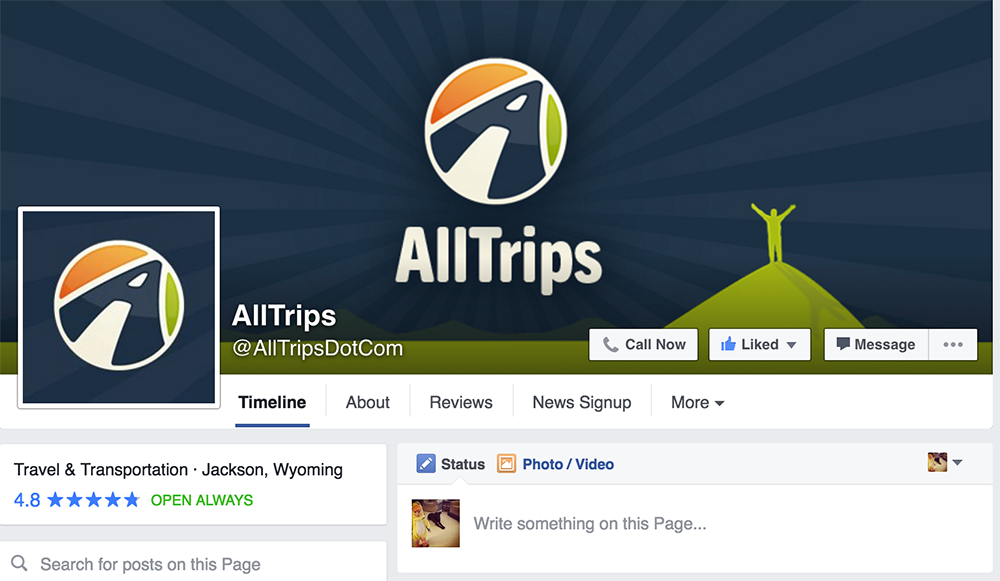 AllTrips
AllTrips
@AllTripsDotCom
Call Now
Liked
Message
Timeline
About
Reviews
News Signup
More
Travel & Transportation · Jackson, Wyoming
4.8 OPEN ALWAYS
Status
Photo / Video
Write something on this Page...
Search for posts on this Page